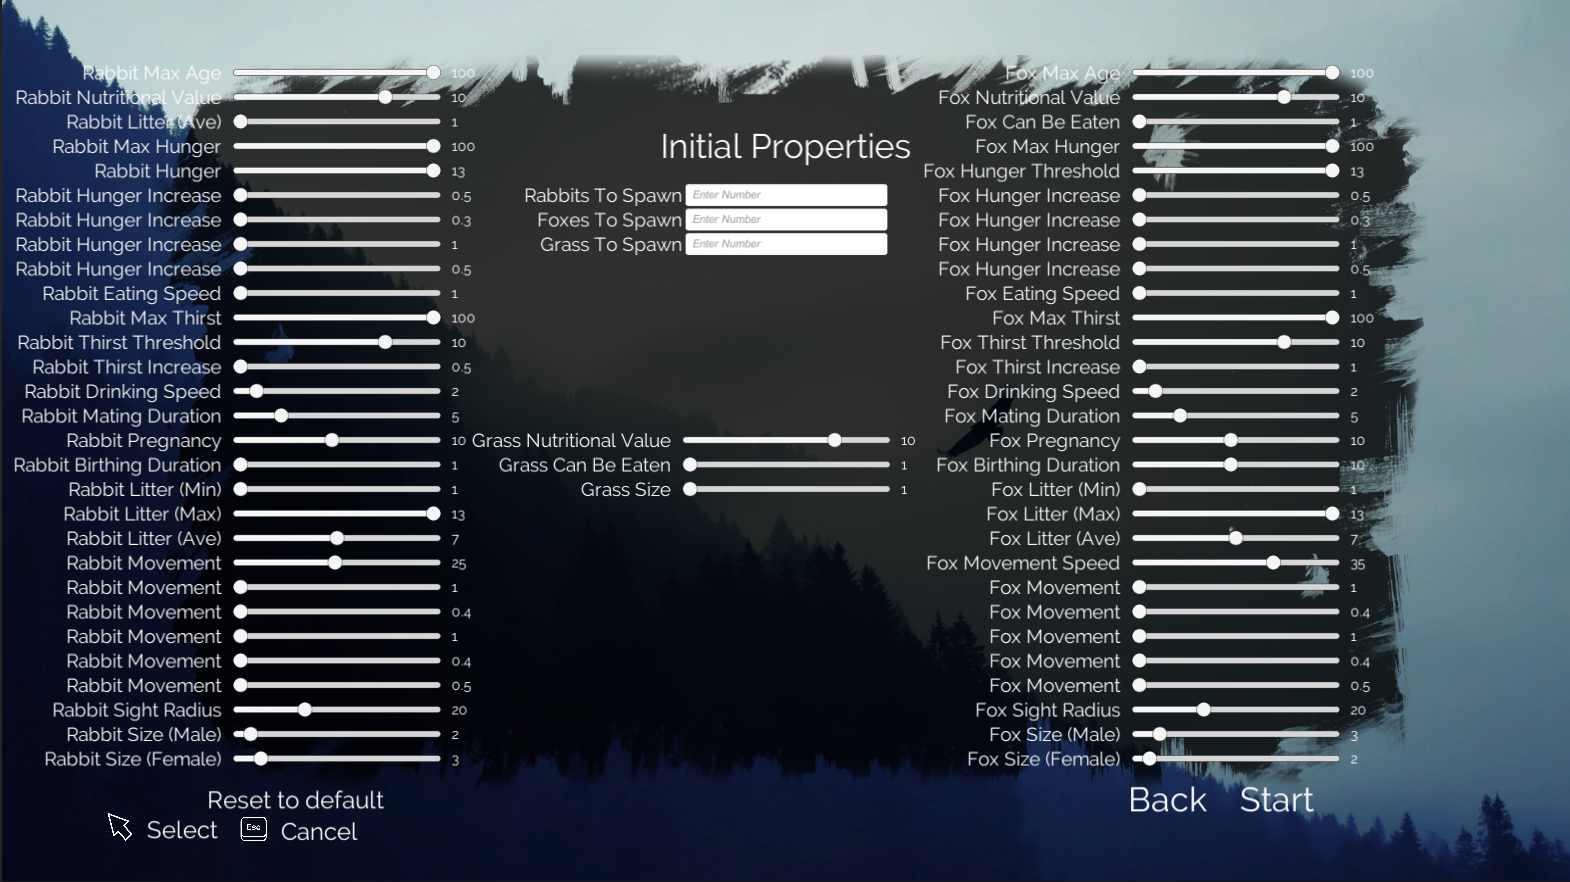 Rabbit Max Age 100
Rabbit Nutritional Value 10
Rabbit Litter (Ave) 1
Rabbit Max Hunger 100
Rabbit Hunger 13
Rabbit Hunger Increase 0.5
Rabbit Hunger Increase 0.3
Rabbit Hunger Increase 1
Rabbit Hunger Increase 0.5
Rabbit Eating Speed 1
Rabbit Max Thirst 100
Rabbit Thirst Threshold 10
Rabbit Thirst Increase 0.5
Rabbit Drinking Speed 2
Rabbit Mating Duration 5
Rabbit Pregnancy 10
Rabbit Birthing Duration 1
Rabbit Litter (Min) 1
Rabbit Litter (Max) 13
Rabbit Litter (Ave) 7
Rabbit Movement 25
Rabbit Movement 1
Rabbit Movement 0.4
Rabbit Movement 1
Rabbit Movement 0.4
Rabbit Movement 0.5
Rabbit Sight Radius 20
Rabbit Size (Male) 2
Rabbit Size (Female) 3
Initial Properties
Rabbits To Spawn Enter Number
Foxes To Spawn Enter Number
Grass To Spawn Enter Number
Grass Nutritional Value 10
Grass Can Be Eaten 1
Grass Size 1
Fox Max Age 100
Fox Nutritional Value 10
Fox Can Be Eaten 1
Fox Max Hunger 100
Fox Hunger Threshold 13
Fox Hunger Increase 0.5
Fox Hunger Increase 0.3
Fox Hunger Increase 1
Fox Hunger Increase 0.5
Fox Eating Speed 1
Fox Max Thirst 100
Fox Thirst Threshold 10
Fox Thirst Increase 1
Fox Drinking Speed 2
Fox Mating Duration 5
Fox Pregnancy 10
Fox Birthing Duration 10
Fox Litter (Min) 1
Fox Litter (Max) 13
Fox Litter (Ave) 7
Fox Movement Speed 35
Fox Movement 1
Fox Movement 0.4
Fox Movement 1
Fox Movement 0.4
Fox Movement 0.5
Fox Sight Radius 20
Fox Size (Male) 3
Fox Size (Female) 2
Reset to default
Select Esc Cancel
Back Start